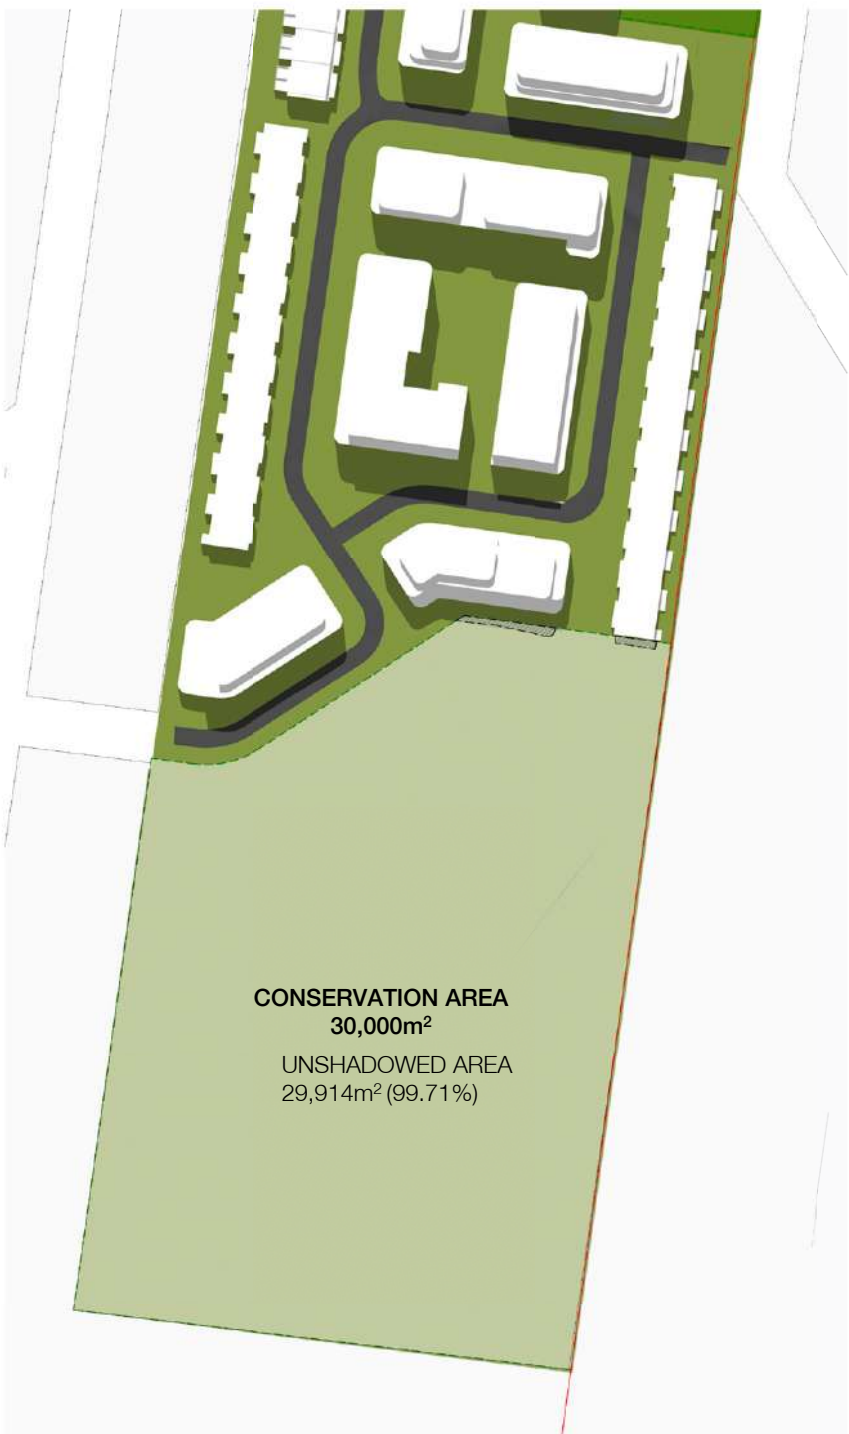 CONSERVATION AREA
30,000m²
UNSHADOWED AREA
29,914m² (99.71%)